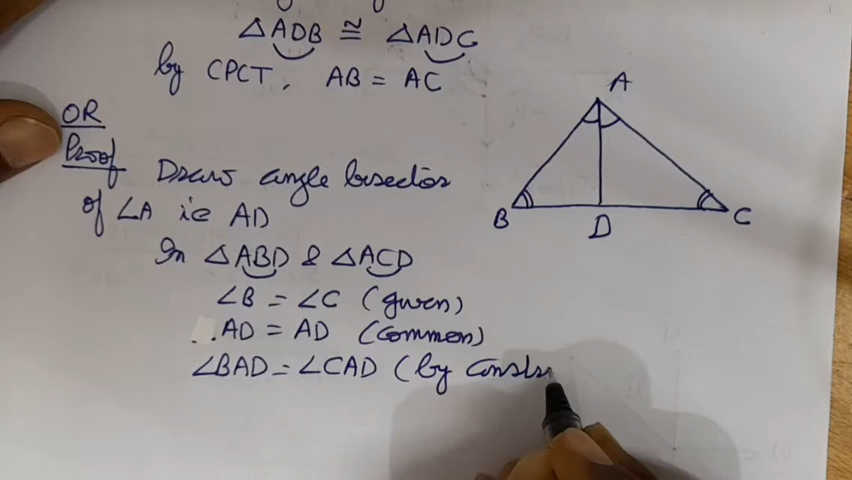 △ADB ≅ △ADC
by CPCT, AB = AC
OR
Proof Draw angle bisector
of ∠A ie AD
In △ABD & △ACD
∠B = ∠C (given)
AD = AD (common)
∠BAD = ∠CAD (by const
A
B
D
C